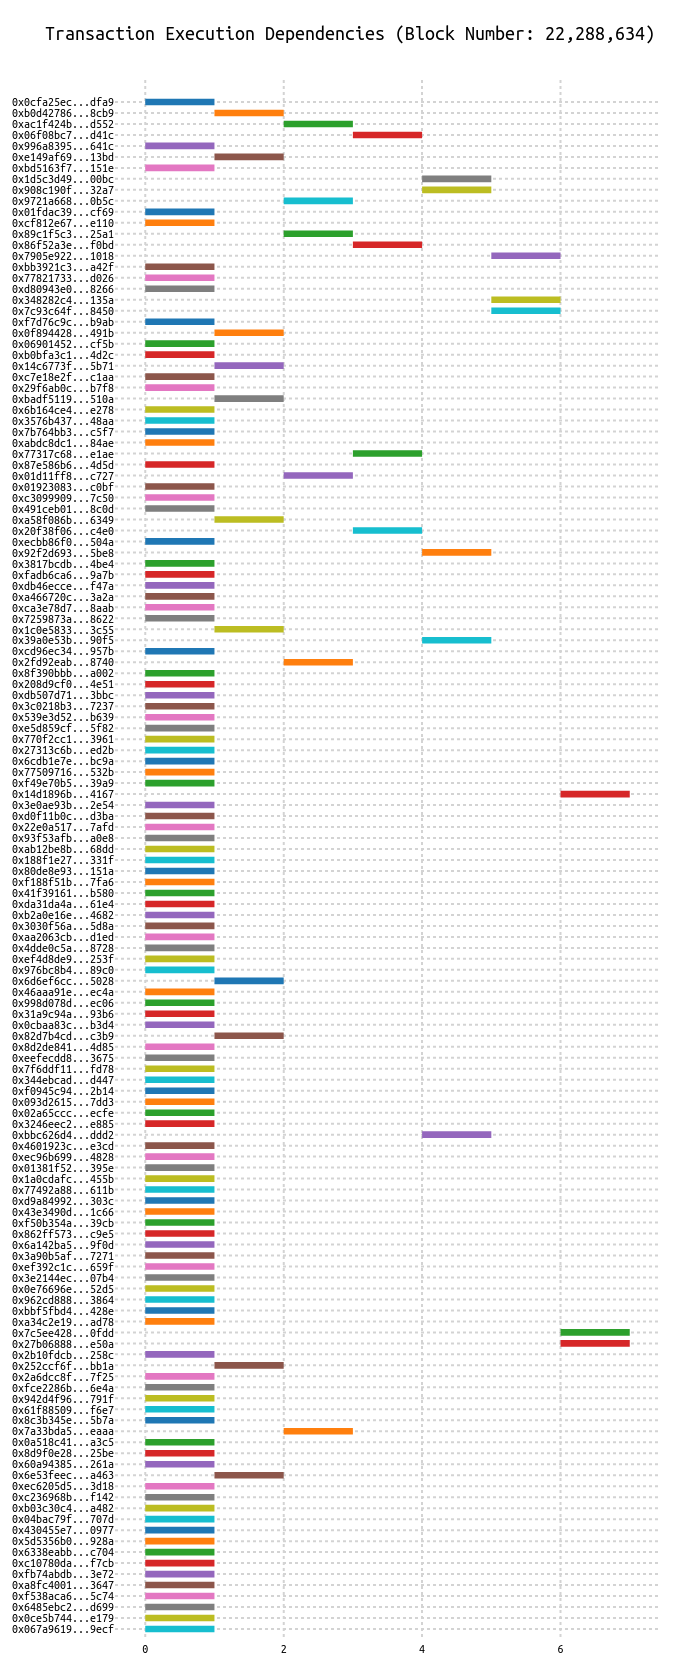 Transaction Execution Dependencies (Block Number: 22,288,634)
0x0cfa25ec...dfa9
0xb0d42786...8cb9
0xac1f424b...d552
0x06f08bc7...d41c
0x996a8395...641c
0xe149af69...13bd
0xbd5163f7...151e
0x1d5c3d49...00bc
0x908c190f...32a7
0x9721a668...0b5c
0x01fdac39...cf69
0xcf812e67...e110
0x89c1f5c3...25a1
0x86f52a3e...f0bd
0x7905e922...1018
0xbb3921c3...a42f
0x77821733...d026
0xd80943e0...8266
0x348282c4...135a
0x7c93c64f...8450
0xf7d76c9c...b9ab
0x0f894428...491b
0x06901452...cf5b
0xb0bfa3c1...4d2c
0x14c6773f...5b71
0xc7e18e2f...c1aa
0x29f6ab0c...b7f8
0xbadf5119...510a
0x6b164ce4...e278
0x3576b437...48aa
0x7b764bb3...c5f7
0xabdc8dc1...84ae
0x77317c68...e1ae
0x87e586b6...4d5d
0x01d11ff8...c727
0x01923083...c0bf
0xc3099909...7c50
0x491ceb01...8c0d
0xa58f086b...6349
0x20f38f06...c4e0
0xecbb86f0...504a
0x92f2d693...5be8
0x3817bcdb...4be4
0xfadb6ca6...9a7b
0xdb46ecce...f47a
0xa466720c...3a2a
0xca3e78d7...8aab
0x7259873a...8622
0x1c0e5833...3c55
0x39a0e53b...90f5
0xcd96ec34...957b
0x2fd92eab...8740
0x8f390bbb...a002
0x208d9cf0...4e51
0xdb507d71...3bbc
0x3c0218b3...7237
0x539e3d52...b639
0xe5d859cf...5f82
0x770f2cc1...3961
0x27313c6b...ed2b
0x6cdb1e7e...bc9a
0x77509716...532b
0xf49e70b5...39a9
0x14d1896b...4167
0x3e0ae93b...2e54
0xd0f11b0c...d3ba
0x22e0a517...7afd
0x93f53afb...a0e8
0xab12be8b...68dd
0x188f1e27...331f
0x80de8e93...151a
0xf188f51b...7fa6
0x41f39161...b580
0xda31da4a...61e4
0xb2a0e16e...4682
0x3030f56a...5d8a
0xaa2063cb...d1ed
0x4dde0c5a...8728
0xef4d8de9...253f
0x976bc8b4...89c0
0x6d6ef6cc...5028
0x46aaa91e...ec4a
0x998d078d...ec06
0x31a9c94a...93b6
0x0cbaa83c...b3d4
0x82d7b4cd...c3b9
0x8d2de841...4d85
0xeefecdd8...3675
0x7f6ddf11...fd78
0x344ebcad...d447
0xf0945c94...2b14
0x093d2615...7dd3
0x02a65ccc...ecfe
0x3246eec2...e885
0xbbc626d4...ddd2
0x4601923c...e3cd
0xec96b699...4828
0x01381f52...395e
0x1a0cdafc...455b
0x77492a88...611b
0xd9a84992...303c
0x43e3490d...1c66
0xf50b354a...39cb
0x862ff573...c9e5
0x6a142ba5...9f0d
0x3a90b5af...7271
0xef392c1c...659f
0x3e2144ec...07b4
0x0e76696e...52d5
0x962cd888...3864
0xbbf5fbd4...428e
0xa34c2e19...ad78
0x7c5ee428...0fdd
0x27b06888...e50a
0x2b10fdcb...258c
0x252ccf6f...bb1a
0x2a6dcc8f...7f25
0xfce2286b...6e4a
0x942d4f96...791f
0x61f88509...f6e7
0x8c3b345e...5b7a
0x7a33bda5...eaaa
0x0a518c41...a3c5
0x8d9f0e28...25be
0x60a94385...261a
0x6e53feec...a463
0xec6205d5...3d18
0xc236968b...f142
0xb03c30c4...a482
0x04bac79f...707d
0x430455e7...0977
0x5d5356b0...928a
0x6338eabb...c704
0xc10780da...f7cb
0xfb74abdb...3e72
0xa8fc4001...3647
0xf538aca6...5c74
0x6485ebc2...d699
0x0ce5b744...e179
0x067a9619...9ecf
0 2 4 6